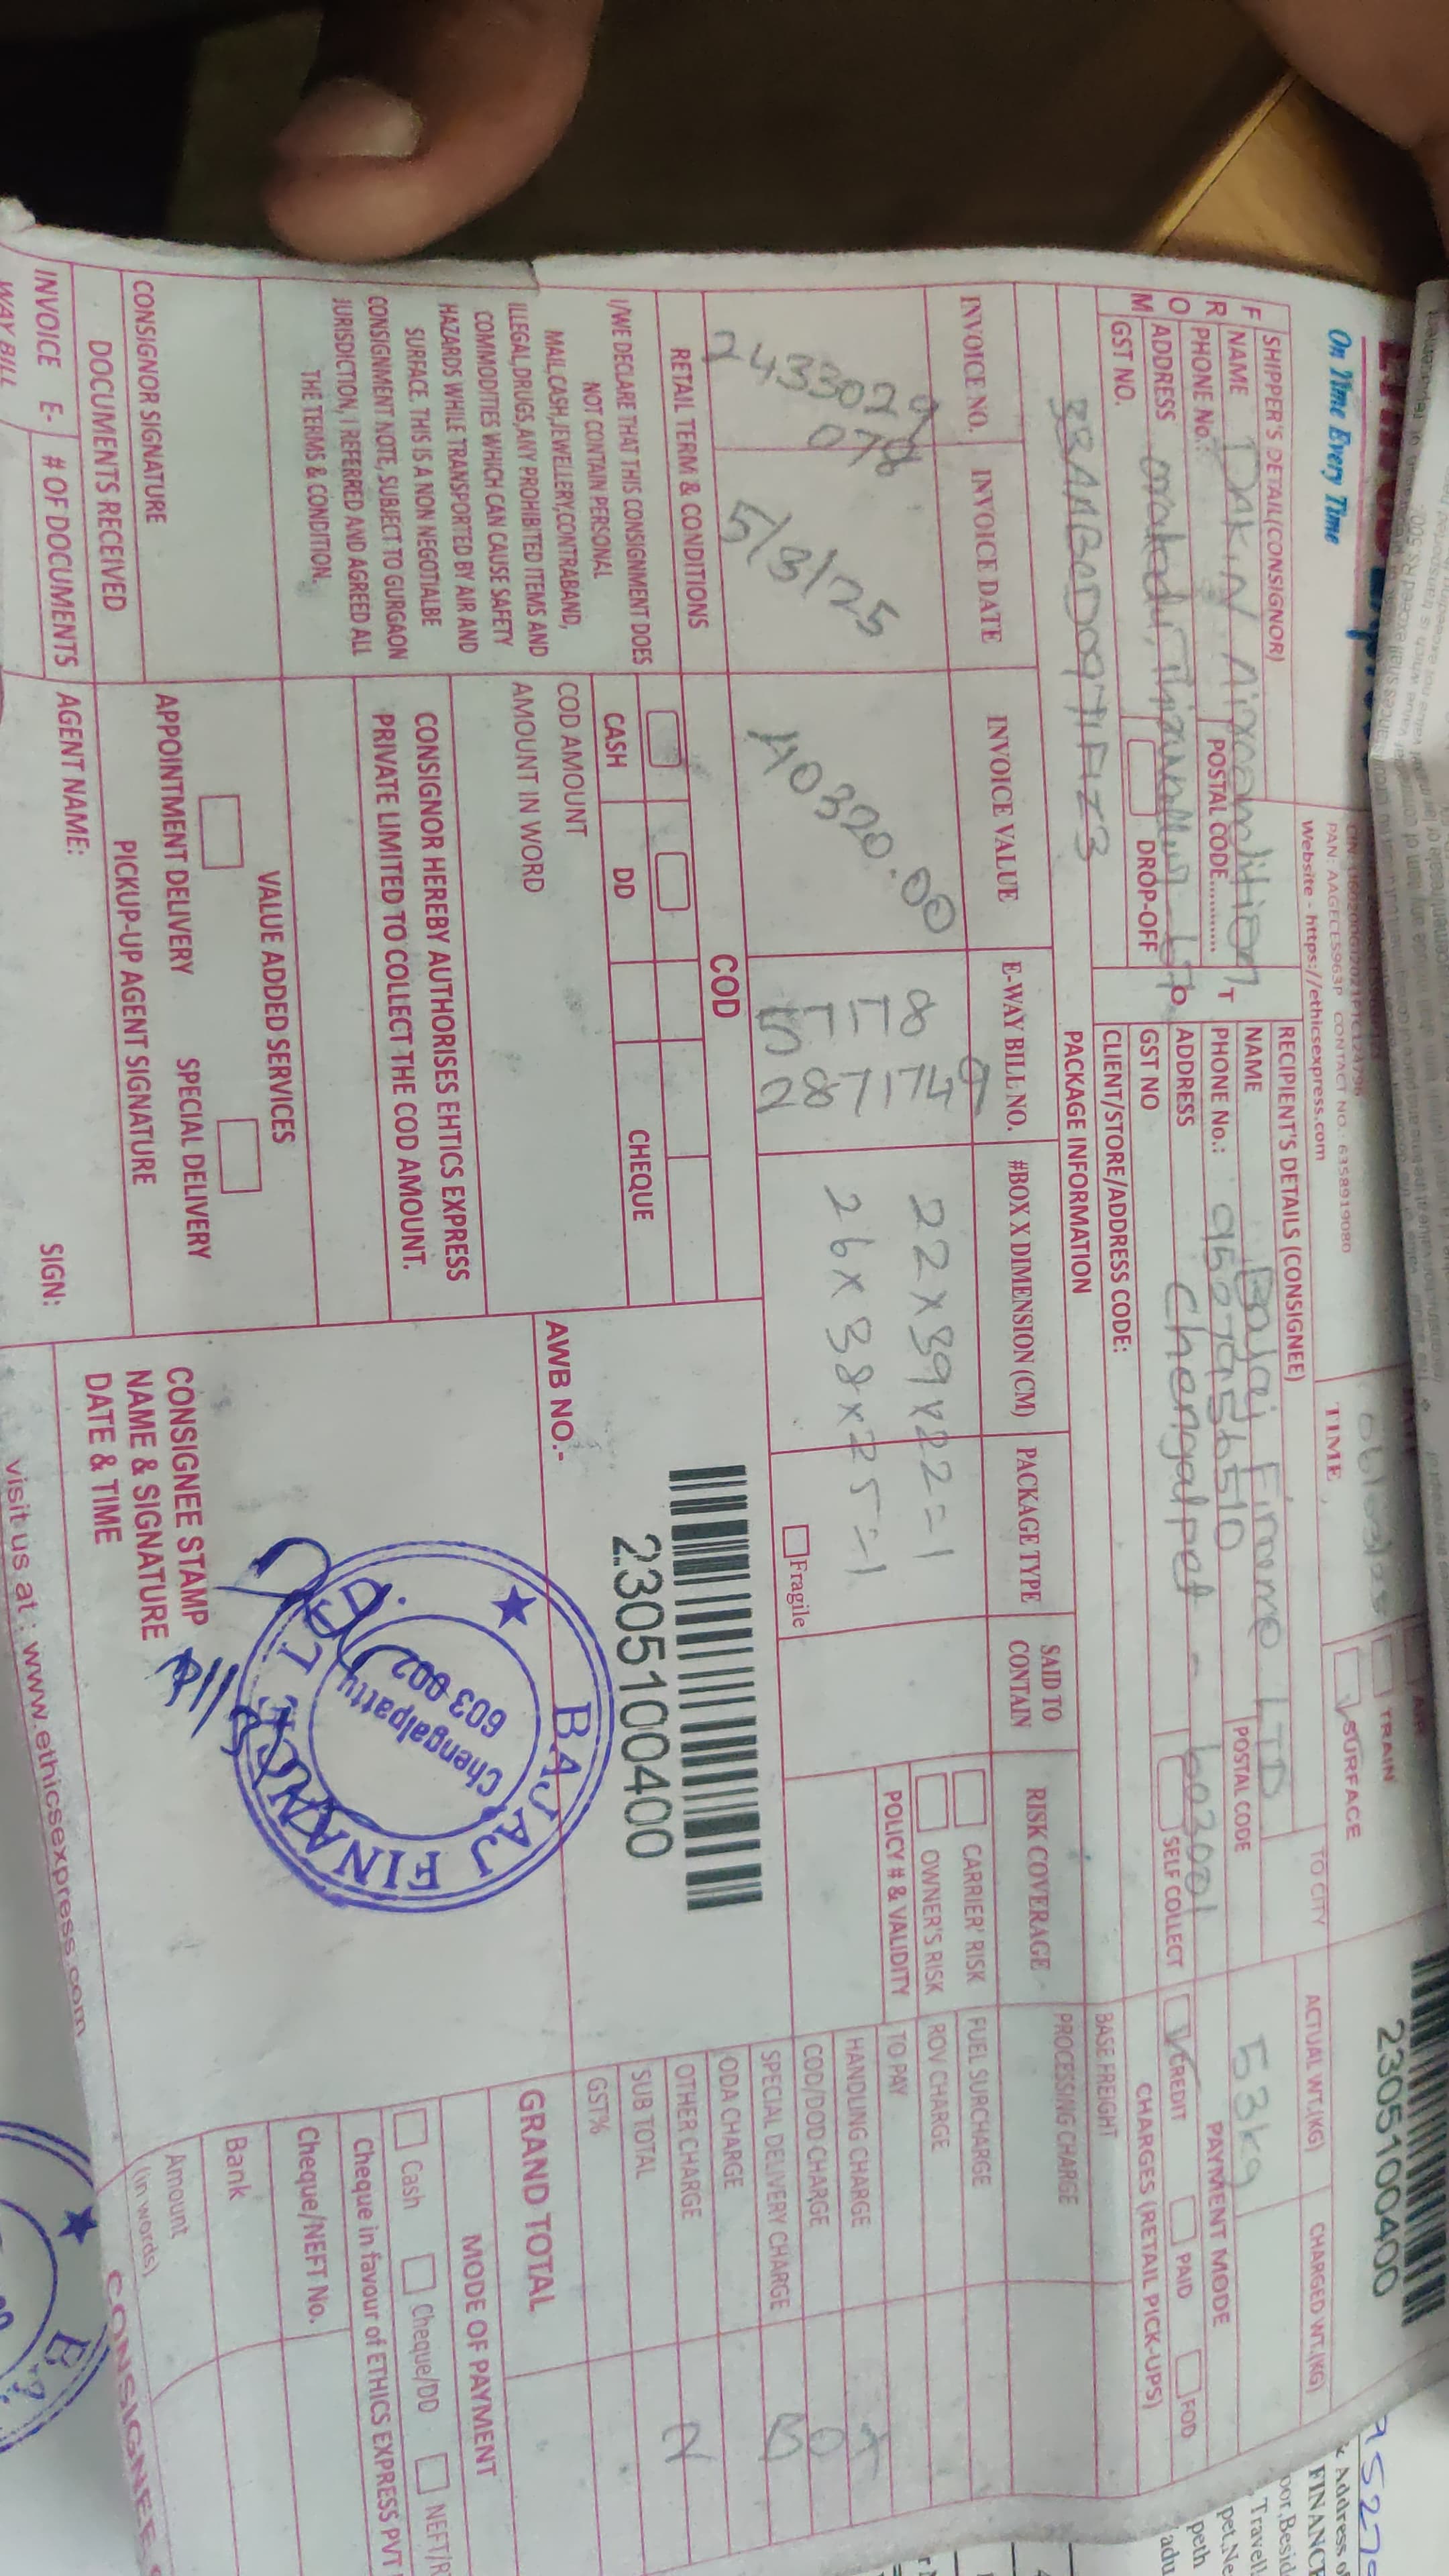 On Time Every Time
PAN: AAGECES963P CONTACT NO.: 6358919080
Website - https://ethicsexpress.com
TIME
TRAIN
SURFACE
TO CITY
230510040​0
ACTUAL WT.(KG)
CHARGED WT.(KG)
53kg
SHIPPER'S DETAIL(CONSIGNOR)
FROM
NAME DAKIN Aircondition
PHONE No.:
POSTAL CODE...........
ADDRESS
DROP-OFF
GST NO.
TO
RECIPIENT'S DETAILS (CONSIGNEE)
NAME Bajaj Finance LTD
PHONE No.:
POSTAL CODE
ADDRESS Chengalpet - 603001
SELF COLLECT
GST NO
CLIENT/STORE/ADDRESS CODE:
PAYMENT MODE
CREDIT
PAID
FOD
CHARGES (RETAIL PICK-UPS)
BASE FREIGHT
PROCESSING CHARGE
FUEL SURCHARGE
ROV CHARGE
TO PAY
HANDLING CHARGE
COD/DOD CHARGE
SPECIAL DELIVERY CHARGE
ODA CHARGE
OTHER CHARGE
SUB TOTAL
GST%
GRAND TOTAL
PACKAGE INFORMATION
INVOICE NO.
INVOICE DATE
INVOICE VALUE
E-WAY BILL NO.
#BOX X DIMENSION (CM)
PACKAGE TYPE
SAID TO CONTAIN
RISK COVERAGE
2433029
078
5/3/25
40320.00
22x39x22=1
26x38x25=1
Fragile
CARRIER' RISK
OWNER'S RISK
POLICY # & VALIDITY
RETAIL TERM & CONDITIONS
I/WE DECLARE THAT THIS CONSIGNMENT DOES
NOT CONTAIN PERSONAL
MAIL,CASH,JEWELLERY,CONTRABAND,
ILLEGAL,DRUGS,ANY PROHIBITED ITEMS AND
COMMODITES WHICH CAN CAUSE SAFETY
HAZARDS WHILE TRANSPORTED BY AIR AND
SURFACE. THIS IS A NON NEGOTIALBE
CONSIGNMENT NOTE, SUBJECT TO GURGAON
JURISDICTION, I REFERRED AND AGREED ALL
THE TERMS & CONDITION.
COD
CASH
DD
CHEQUE
COD AMOUNT
AMOUNT IN WORD
CONSIGNOR HEREBY AUTHORISES EHTICS EXPRESS
PRIVATE LIMITED TO COLLECT THE COD AMOUNT.
2305100400
AWB NO.-
CONSIGNOR SIGNATURE
VALUE ADDED SERVICES
APPOINTMENT DELIVERY
SPECIAL DELIVERY
BAJAJ FINANCE LTD.
Chengalpattu
603 002
CONSIGNEE STAMP
NAME & SIGNATURE
DATE & TIME
MODE OF PAYMENT
Cash
Cheque/DD
NEFT/R
Cheque in favour of ETHICS EXPRESS PVT
Cheque/NEFT No.
Bank
Amount
(in words)
DOCUMENTS RECEIVED
INVOICE
E-
WAY BILL
# OF DOCUMENTS
PICKUP-UP AGENT SIGNATURE
AGENT NAME:
SIGN:
visit us at : www.ethicsexpress.com
CONSIGNEE